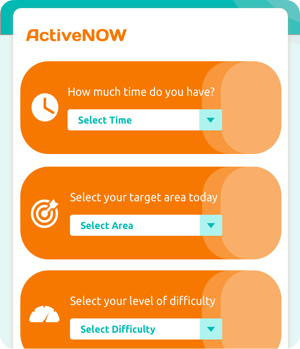 ActiveNOW
How much time do you have?
Select Time
Select your target area today
Select Area
Select your level of difficulty
Select Difficulty